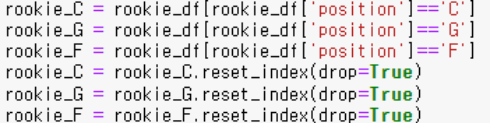 rookie_C = rookie_df[rookie_df['position']=='C']
rookie_G = rookie_df[rookie_df['position']=='G']
rookie_F = rookie_df[rookie_df['position']=='F']
rookie_C = rookie_C.reset_index(drop=True)
rookie_G = rookie_G.reset_index(drop=True)
rookie_F = rookie_F.reset_index(drop=True)